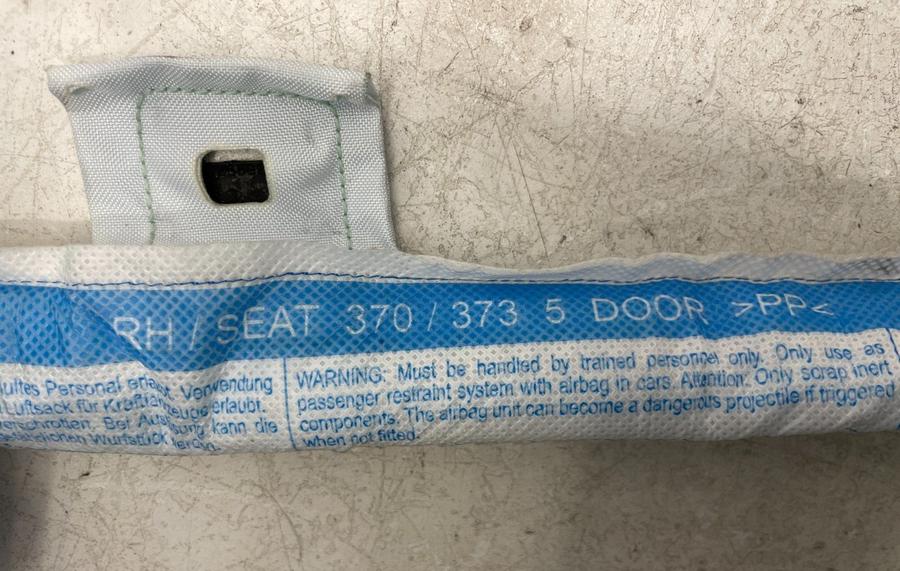 RH / SEAT 370 / 373 5 DOOR >PP<
Personal erlaubt. Verwendung
Luftsack für Kraftfahrzeuge erlaubt.
verschrotten. Bei kann die
Wurfstück werden.
WARNING: Must be handled by trained personnel only. Only use as
passenger restraint system with airbag in cars. Attention: Only scrap inert
components. The airbag unit can become a dangerous projectile if triggered
when not fitted.